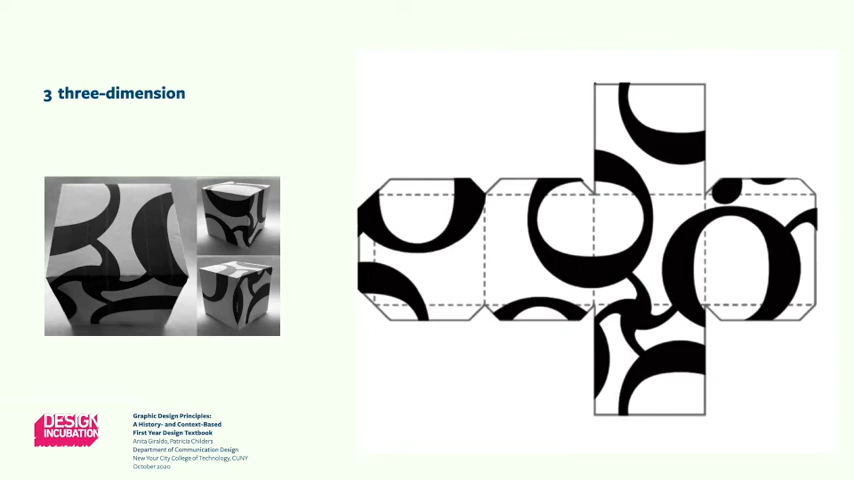 3 three-dimension
DESIGN
INCUBATION
Graphic Design Principles:
A History- and Context-Based
First Year Design Textbook
Anita Giraldo, Patricia Childers
Department of Communication Design
New Your City College of Technology, CUNY
October 2020